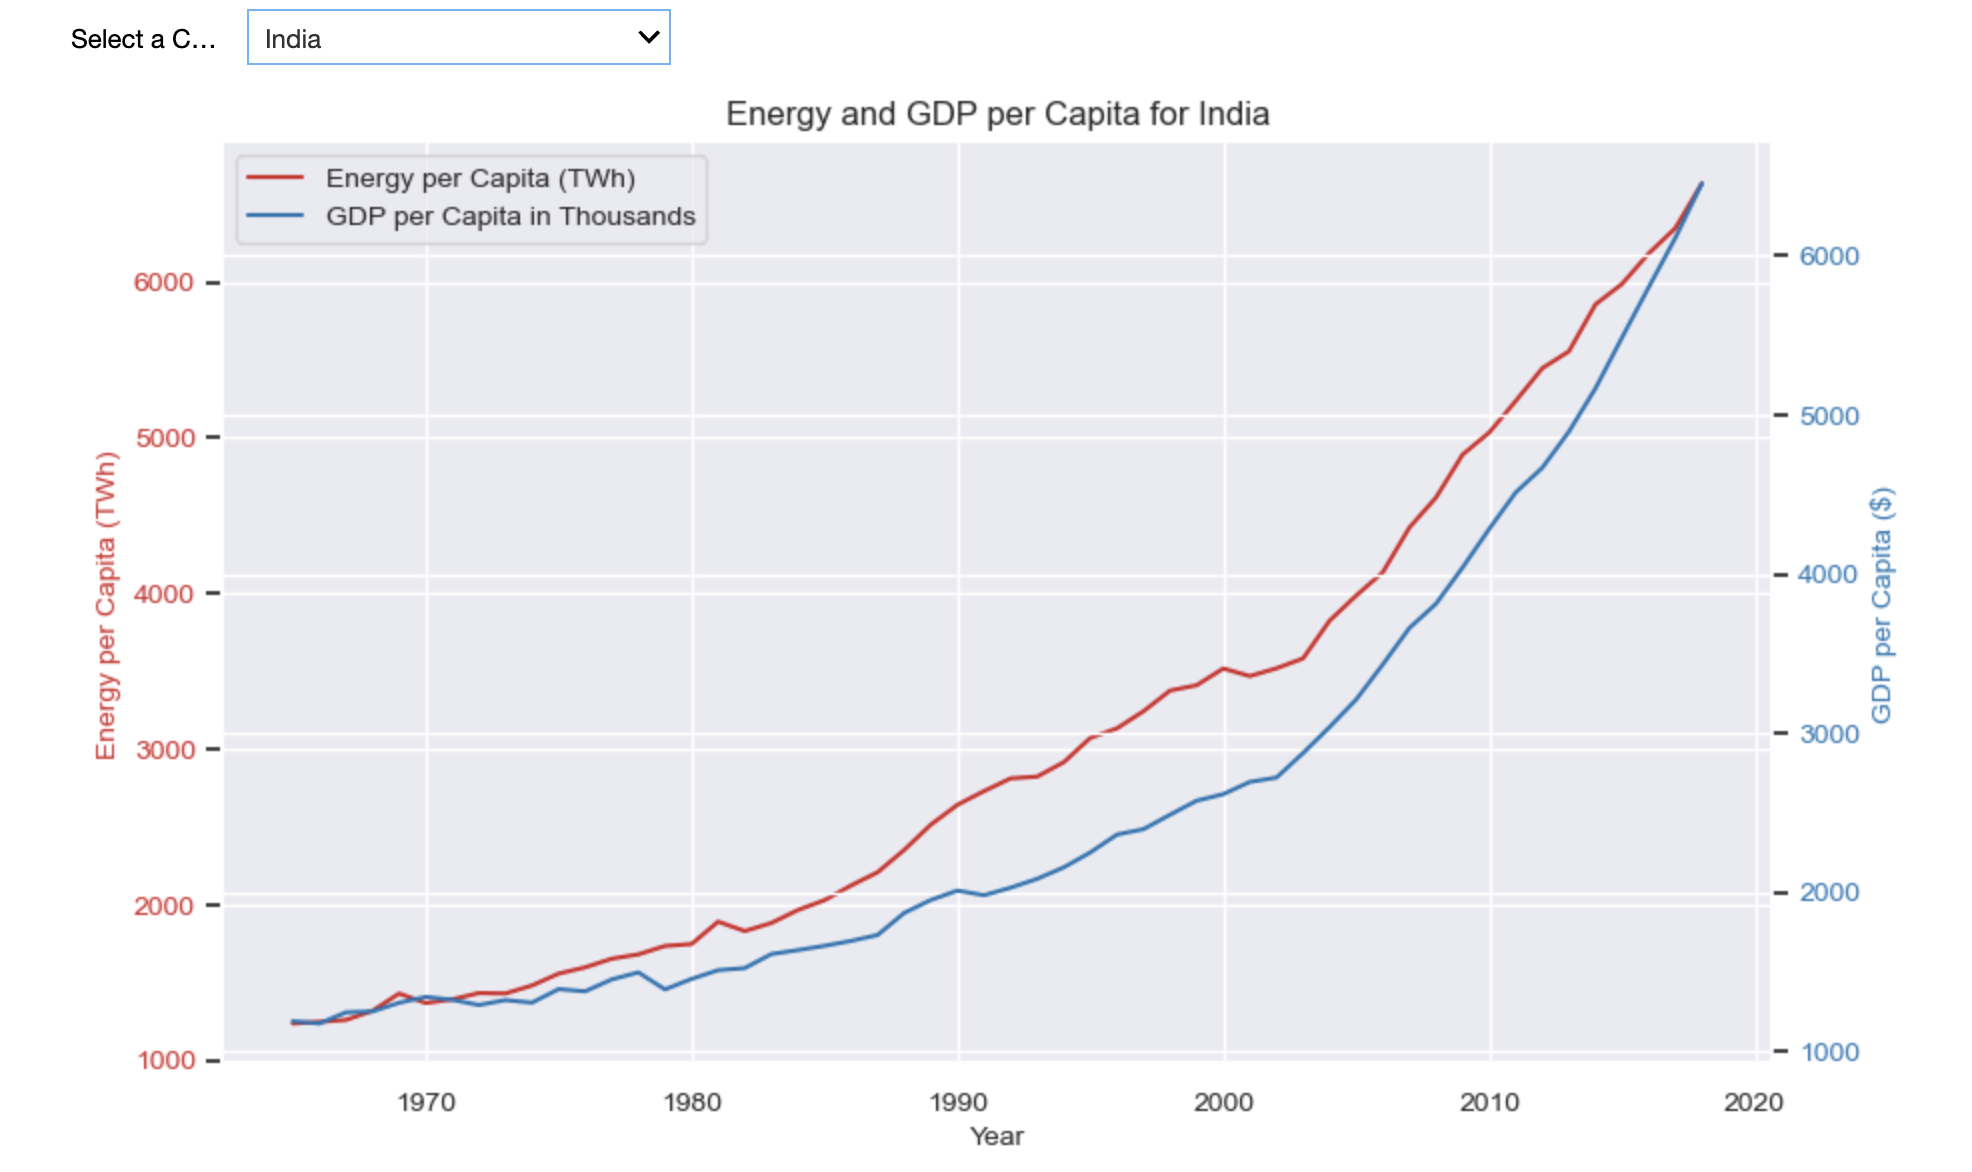 Select a C... India
Energy and GDP per Capita for India
Energy per Capita (TWh)
GDP per Capita in Thousands
Energy per Capita (TWh)
6000
5000
4000
3000
2000
1000
6000
5000
4000
3000
2000
1000
GDP per Capita ($)
1970 1980 1990 2000 2010 2020
Year